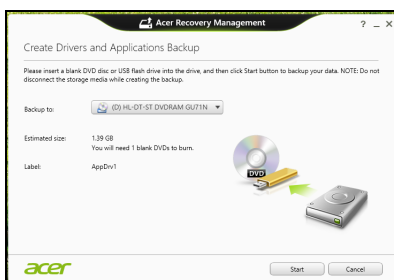 Acer Recovery Management
? _ X
Create Drivers and Applications Backup
Please insert a blank DVD disc or USB flash drive into the drive, and then click Start button to backup your data. NOTE: Do not
disconnect the storage media while creating the backup.
Backup to: (D) HL-DT-ST DVDRAM GU71N
Estimated size: 1.39 GB
You will need 1 blank DVDs to burn.
Label: AppDrv1
DVD
acer Start Cancel